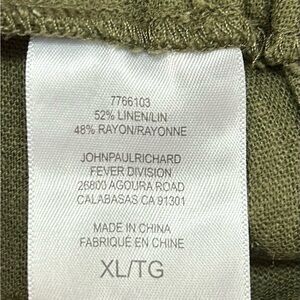 7766103
52% LINEN/LIN
48% RAYON/RAYONNE
JOHNPAULRICHARD
FEVER DIVISION
26800 AGOURA ROAD
CALABASAS CA 91301
MADE IN CHINA
FABRIQUÉ EN CHINE
XL/TG